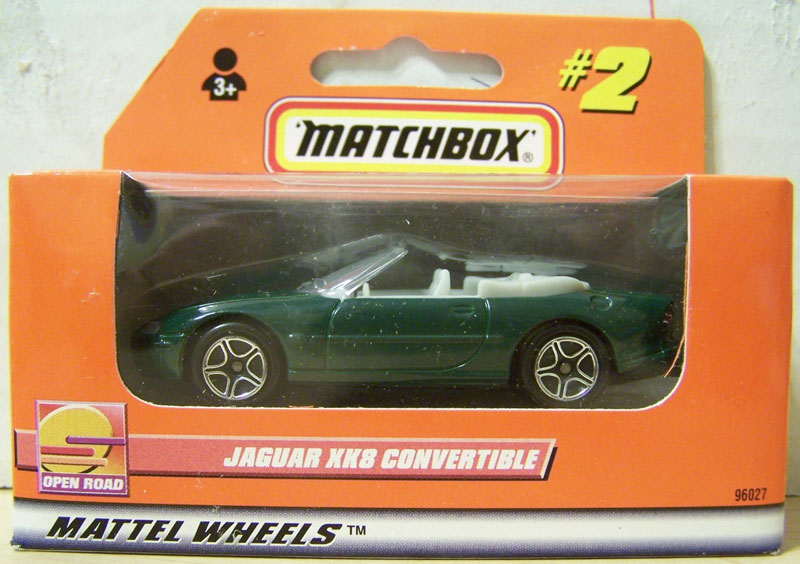 3+
#2
'MATCHBOX'®
JAGUAR XK8 CONVERTIBLE
OPEN ROAD
96027
MATTEL WHEELS™